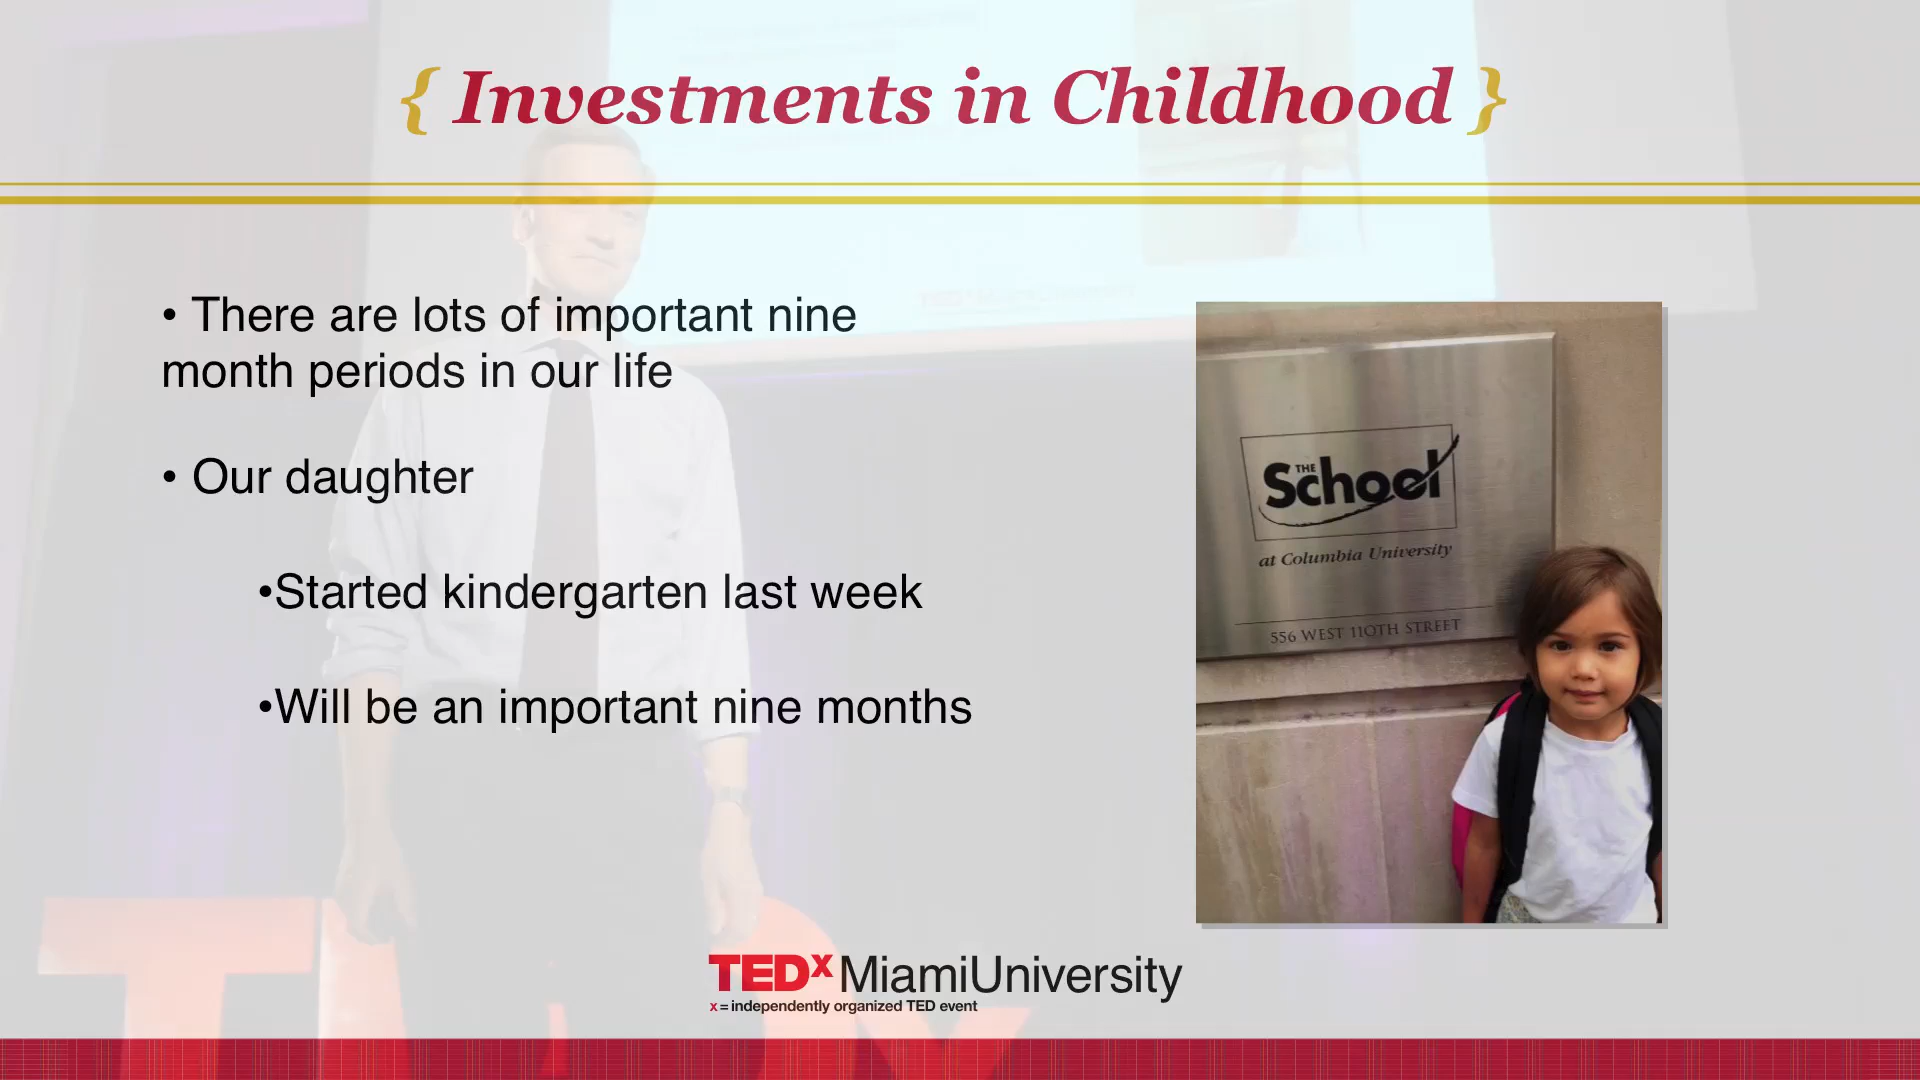 { Investments in Childhood }
• There are lots of important nine
month periods in our life
• Our daughter
•Started kindergarten last week
•Will be an important nine months
THE
School
at Columbia University
556 WEST 110TH STREET
TEDx MiamiUniversity
x = independently organized TED event